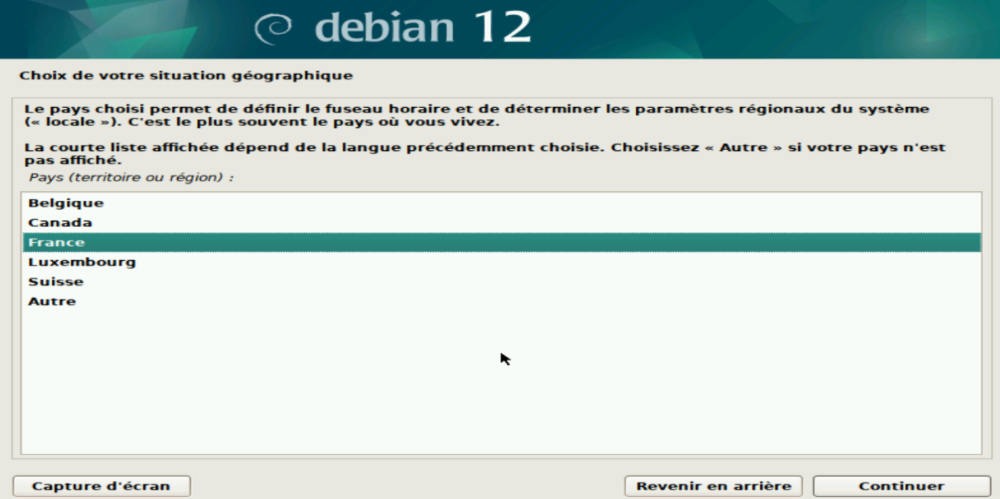 debian 12
Choix de votre situation géographique
Le pays choisi permet de définir le fuseau horaire et de déterminer les paramètres régionaux du système
(« locale »). C'est le plus souvent le pays où vous vivez.
La courte liste affichée dépend de la langue précédemment choisie. Choisissez « Autre » si votre pays n'est
pas affiché.
Pays (territoire ou région) :
Belgique
Canada
France
Luxembourg
Suisse
Autre
Capture d'écran
Revenir en arrière
Continuer